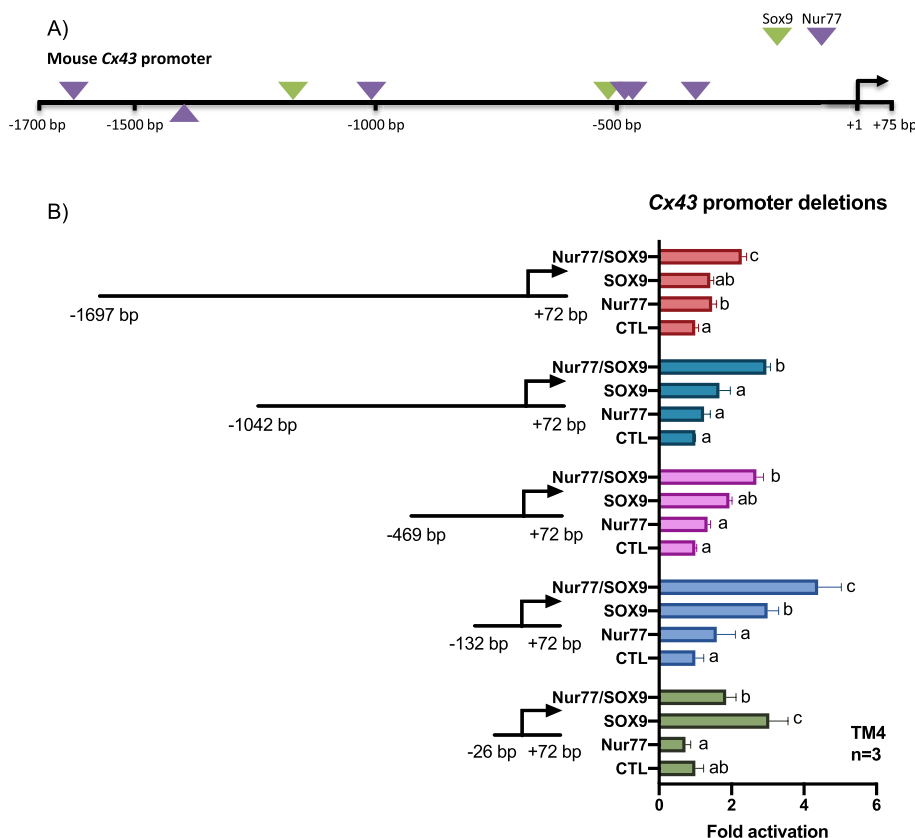 A)
Sox9 Nur77
Mouse Cx43 promoter
-1700 bp -1500 bp -1000 bp -500 bp +1 +75 bp
B)
Cx43 promoter deletions
Nur77/SOX9 c
SOX9 ab
-1697 bp +72 bp Nur77 b
CTL a
Nur77/SOX9 b
SOX9 a
-1042 bp +72 bp Nur77 a
CTL a
Nur77/SOX9 b
SOX9 ab
-469 bp +72 bp Nur77 a
CTL a
Nur77/SOX9 c
SOX9 b
-132 bp +72 bp Nur77 a
CTL a
Nur77/SOX9 b
SOX9 c
-26 bp +72 bp Nur77 a
CTL ab
TM4
n=3
0 2 4 6
Fold activation